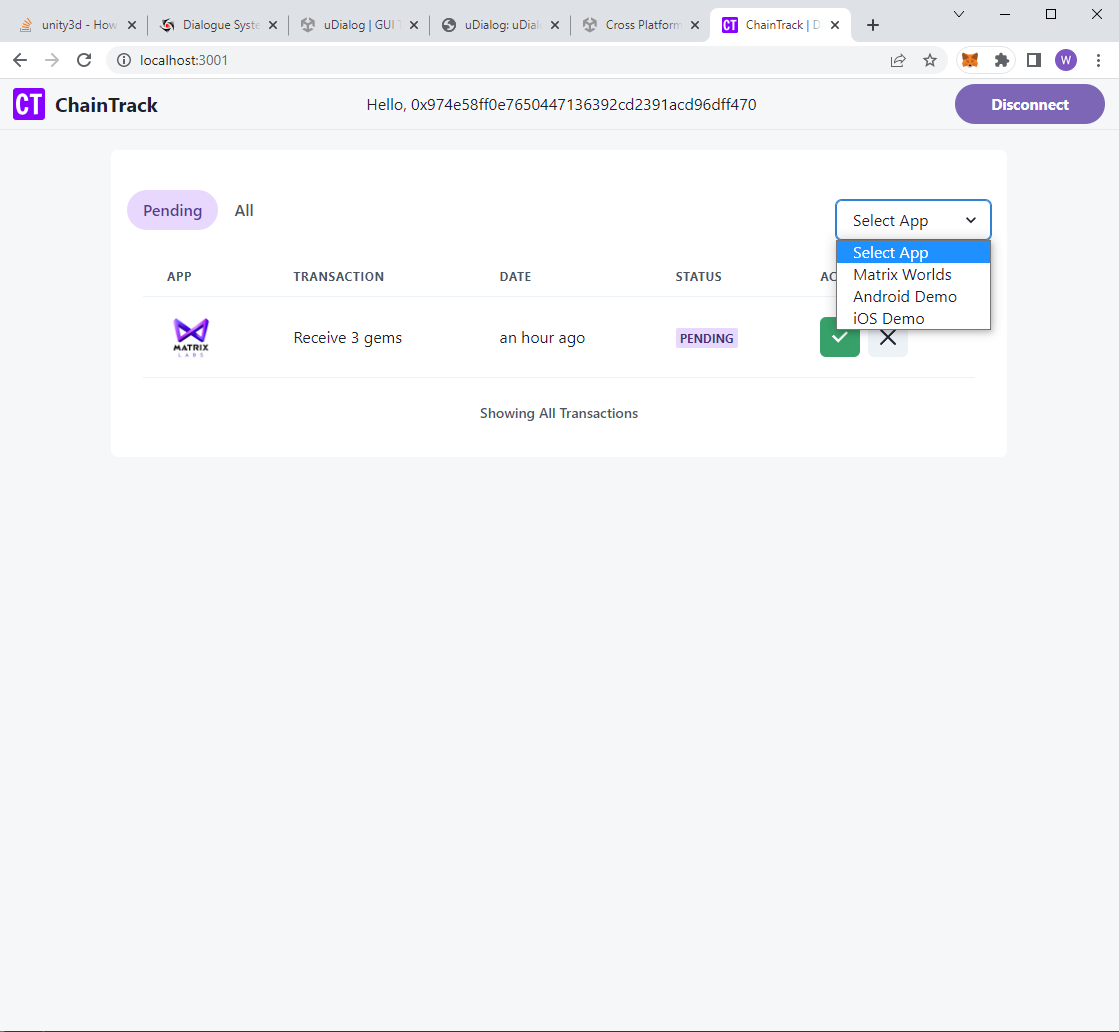 unity3d - How
Dialogue Syste
uDialog | GUI T
uDialog: uDial
Cross Platform
ChainTrack | D
localhost:3001
W
CT ChainTrack
Hello, 0x974e58ff0e7650447136392cd2391acd96dff470
Disconnect
Pending
All
Select App
Select App
Matrix Worlds
Android Demo
iOS Demo
APP
TRANSACTION
DATE
STATUS
AC
MATRIX
LABS
Receive 3 gems
an hour ago
PENDING
Showing All Transactions